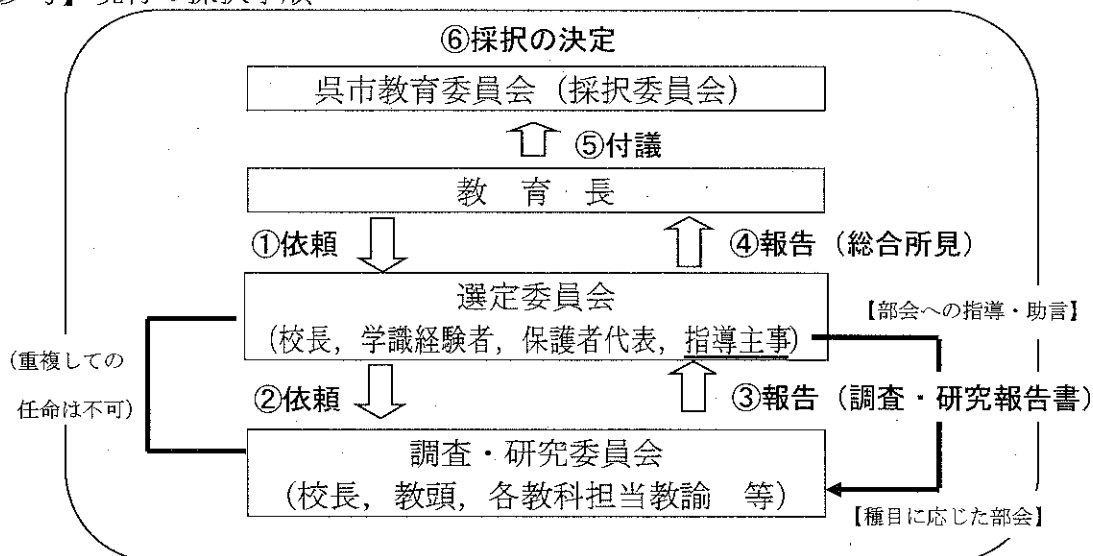 ⑥採択の決定
呉市教育委員会（採択委員会）
⑤付議
教　育　長
①依頼
④報告（総合所見）
選定委員会
（校長，学識経験者，保護者代表，指導主事）
【部会への指導・助言】
（重複しての
任命は不可）
②依頼
③報告（調査・研究報告書）
調査・研究委員会
（校長，教頭，各教科担当教諭　等）
【種目に応じた部会】